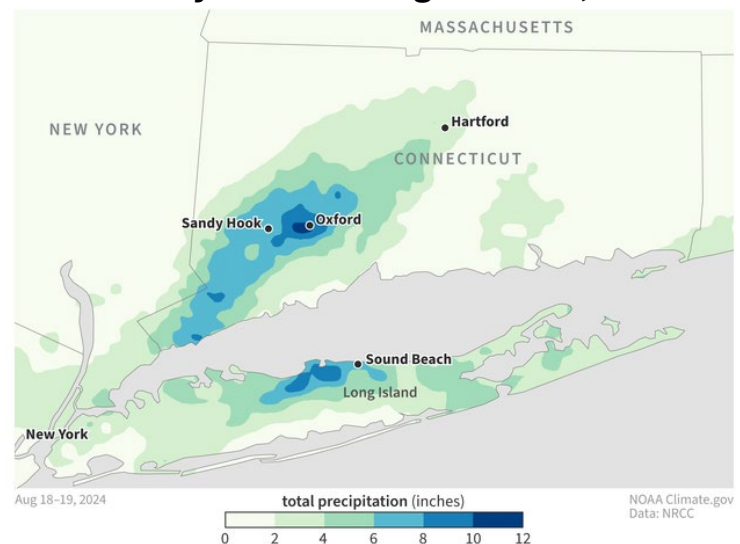 MASSACHUSETTS
NEW YORK
Hartford
CONNECTICUT
Sandy Hook
Oxford
Sound Beach
Long Island
New York
Aug 18–19, 2024
total precipitation (inches)
NOAA Climate.gov
Data: NRCC
0 2 4 6 8 10 12